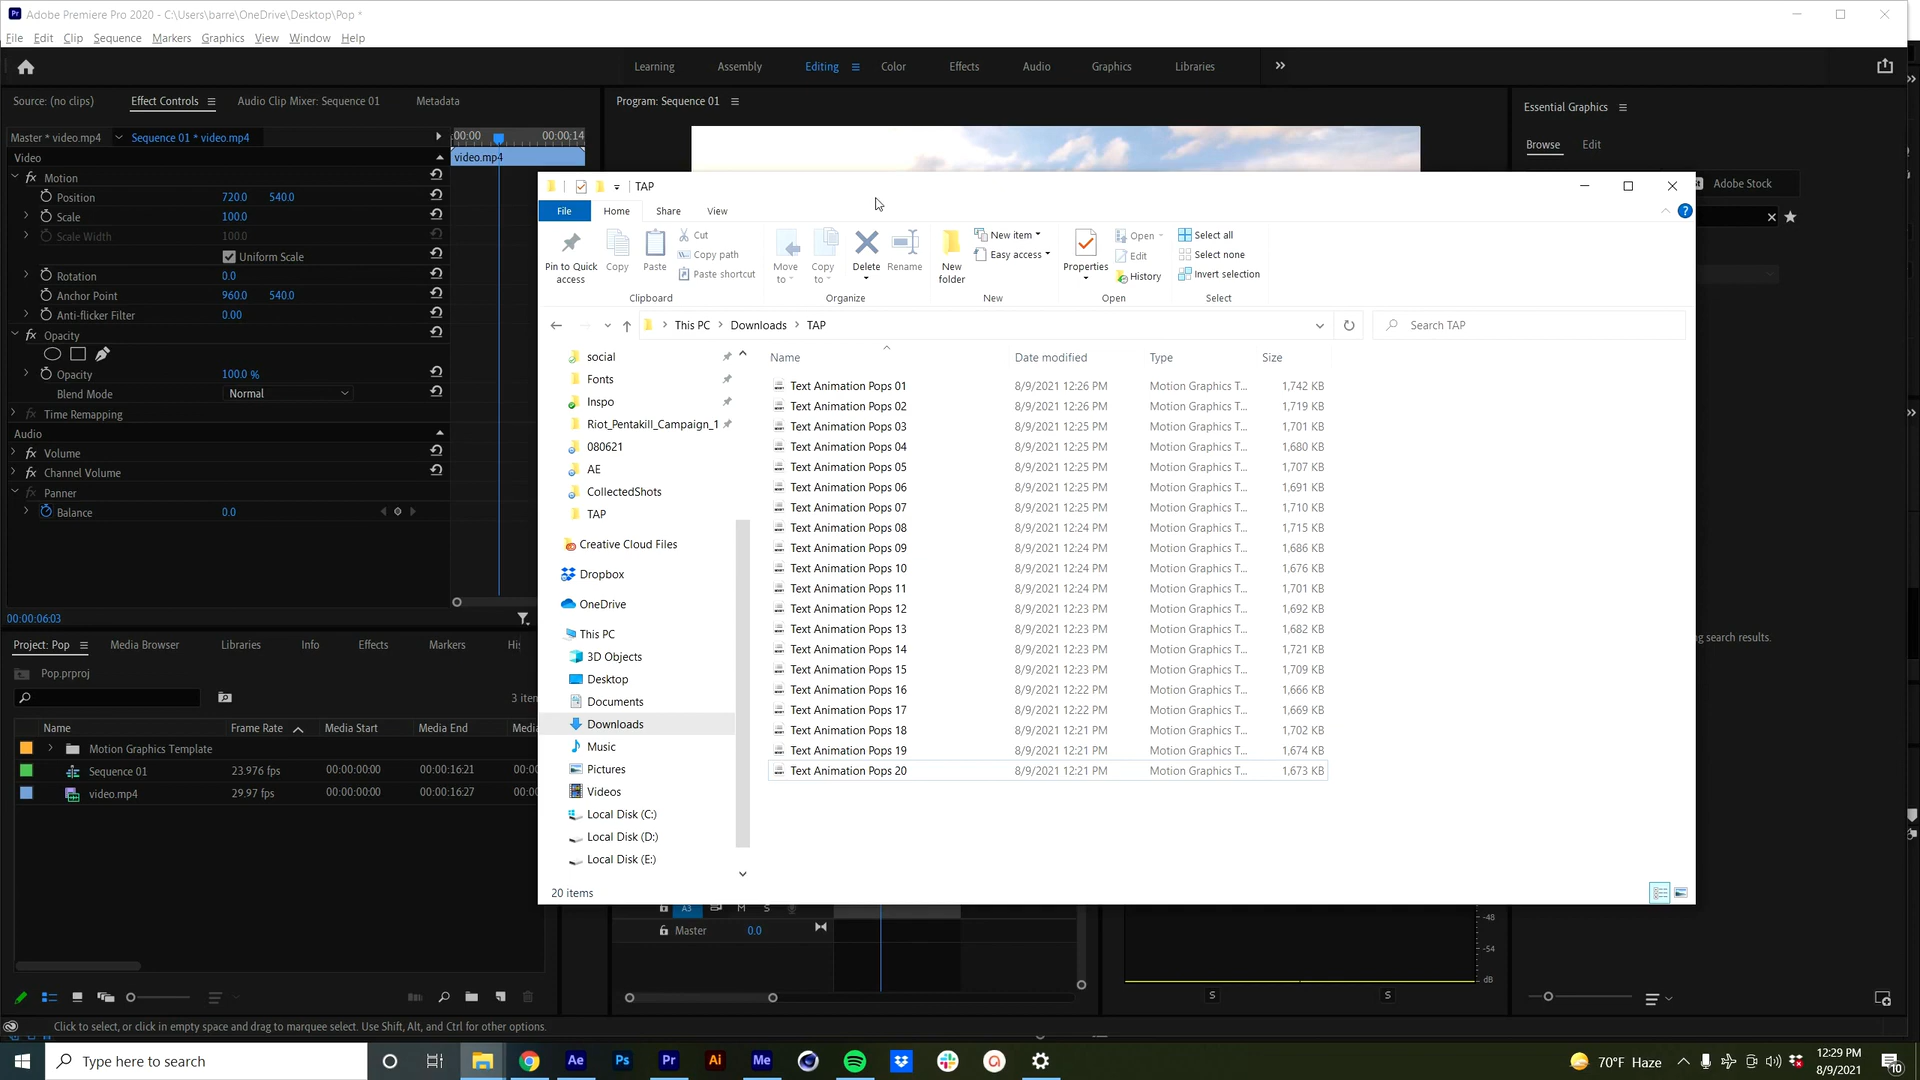 Adobe Premiere Pro 2020 - C:\Users\barre\OneDrive\Desktop\Pop *
File Edit Clip Sequence Markers Graphics View Window Help
Learning Assembly Editing Color Effects Audio Graphics Libraries
Source: (no clips) Effect Controls Audio Clip Mixer: Sequence 01 Metadata
Program: Sequence 01
Essential Graphics
Browse Edit
Adobe Stock
Master * video.mp4 Sequence 01 * video.mp4
00:00 00:00:14
Video
video.mp4
Motion
Position 720.0 540.0
Scale 100.0
Scale Width 100.0
Uniform Scale
Rotation 0.0
Anchor Point 960.0 540.0
Anti-flicker Filter 0.00
Opacity
Opacity 100.0 %
Blend Mode Normal
Time Remapping
Audio
Volume
Channel Volume
Panner
Balance 0.0
00:00:06:03
TAP
File Home Share View
Pin to Quick access
Copy
Paste
Cut
Copy path
Paste shortcut
Clipboard
Move to
Copy to
Delete
Rename
Organize
New folder
New item
Easy access
New
Properties
Open
Edit
History
Open
Select all
Select none
Invert selection
Select
This PC > Downloads > TAP
Search TAP
social
Fonts
Inspo
Riot_Pentakill_Campaign_1
080621
AE
CollectedShots
TAP
Creative Cloud Files
Dropbox
OneDrive
This PC
3D Objects
Desktop
Documents
Downloads
Music
Pictures
Videos
Local Disk (C:)
Local Disk (D:)
Local Disk (E:)
Name Date modified Type Size
Text Animation Pops 01 8/9/2021 12:26 PM Motion Graphics T... 1,742 KB
Text Animation Pops 02 8/9/2021 12:26 PM Motion Graphics T... 1,719 KB
Text Animation Pops 03 8/9/2021 12:25 PM Motion Graphics T... 1,701 KB
Text Animation Pops 04 8/9/2021 12:25 PM Motion Graphics T... 1,680 KB
Text Animation Pops 05 8/9/2021 12:25 PM Motion Graphics T... 1,707 KB
Text Animation Pops 06 8/9/2021 12:25 PM Motion Graphics T... 1,691 KB
Text Animation Pops 07 8/9/2021 12:25 PM Motion Graphics T... 1,710 KB
Text Animation Pops 08 8/9/2021 12:24 PM Motion Graphics T... 1,715 KB
Text Animation Pops 09 8/9/2021 12:24 PM Motion Graphics T... 1,686 KB
Text Animation Pops 10 8/9/2021 12:24 PM Motion Graphics T... 1,676 KB
Text Animation Pops 11 8/9/2021 12:24 PM Motion Graphics T... 1,701 KB
Text Animation Pops 12 8/9/2021 12:23 PM Motion Graphics T... 1,692 KB
Text Animation Pops 13 8/9/2021 12:23 PM Motion Graphics T... 1,682 KB
Text Animation Pops 14 8/9/2021 12:23 PM Motion Graphics T... 1,721 KB
Text Animation Pops 15 8/9/2021 12:23 PM Motion Graphics T... 1,709 KB
Text Animation Pops 16 8/9/2021 12:22 PM Motion Graphics T... 1,666 KB
Text Animation Pops 17 8/9/2021 12:22 PM Motion Graphics T... 1,669 KB
Text Animation Pops 18 8/9/2021 12:21 PM Motion Graphics T... 1,702 KB
Text Animation Pops 19 8/9/2021 12:21 PM Motion Graphics T... 1,674 KB
Text Animation Pops 20 8/9/2021 12:21 PM Motion Graphics T... 1,673 KB
20 items
g search results.
Project: Pop Media Browser Libraries Info Effects Markers His
Pop.prproj
3 iten
Name Frame Rate Media Start Media End Media
Motion Graphics Template
Sequence 01 23.976 fps 00:00:00:00 00:00:16:21 00:0
video.mp4 29.97 fps 00:00:00:00 00:00:16:27 00:0
A3 M S
Master 0.0
-48
-54
dB
S S
Click to select, or click in empty space and drag to marquee select. Use Shift, Alt, and Ctrl for other options.
Type here to search
Ae Ps Pr Ai Me
70°F Haze
12:29 PM
8/9/2021
10